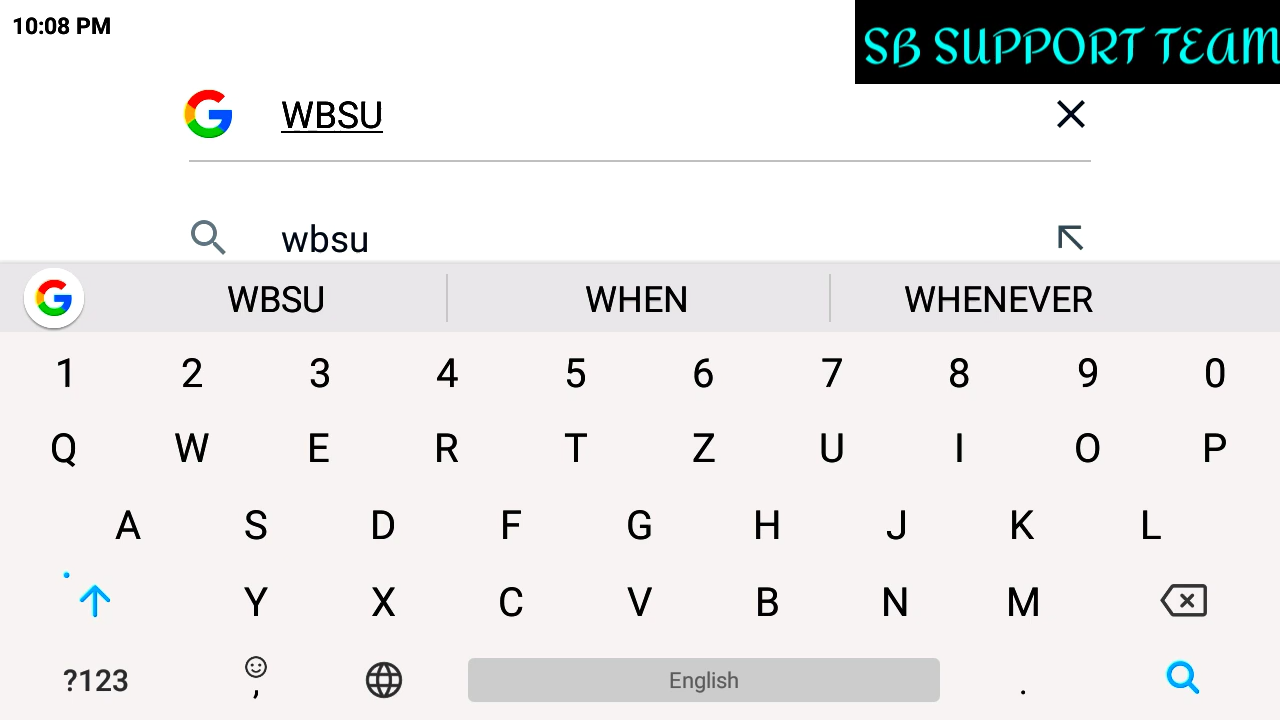 10:08 PM
SB SUPPORT TEAM
WBSU
wbsu
WBSU WHEN WHENEVER
1 2 3 4 5 6 7 8 9 0
Q W E R T Z U I O P
A S D F G H J K L
Y X C V B N M
?123 , English .